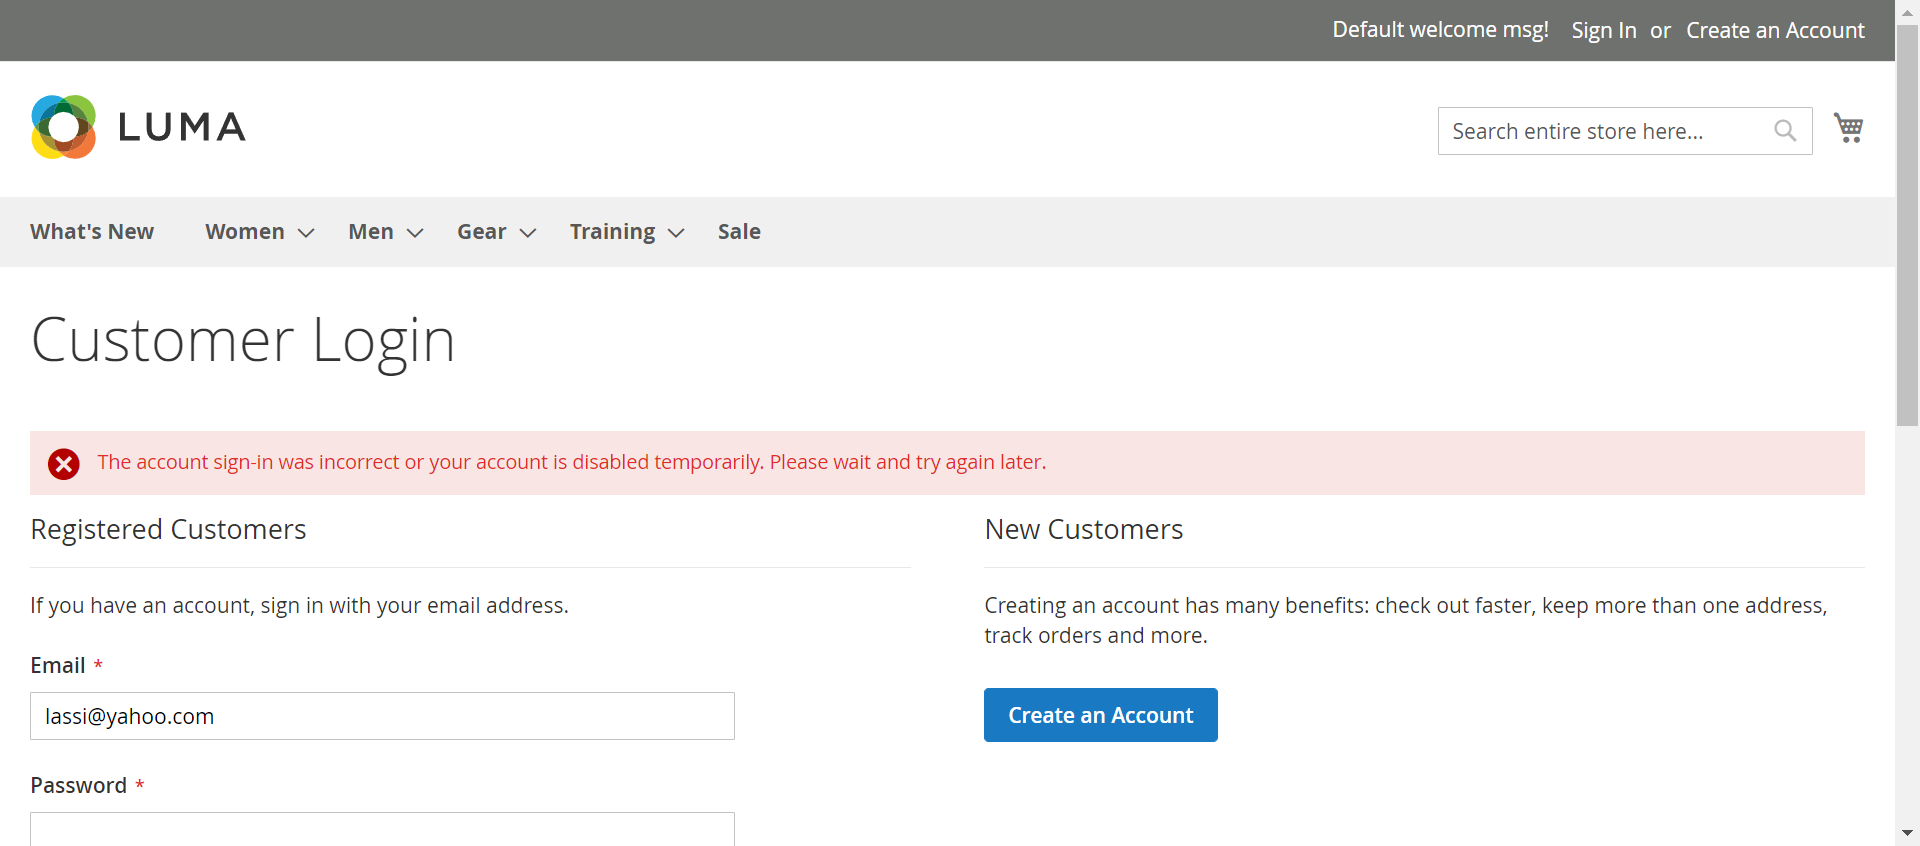 Default welcome msg! Sign In or Create an Account
LUMA
Search entire store here...
What's New Women Men Gear Training Sale
Customer Login
The account sign-in was incorrect or your account is disabled temporarily. Please wait and try again later.
Registered Customers
If you have an account, sign in with your email address.
Email *
lassi@yahoo.com
Password *
New Customers
Creating an account has many benefits: check out faster, keep more than one address,
track orders and more.
Create an Account